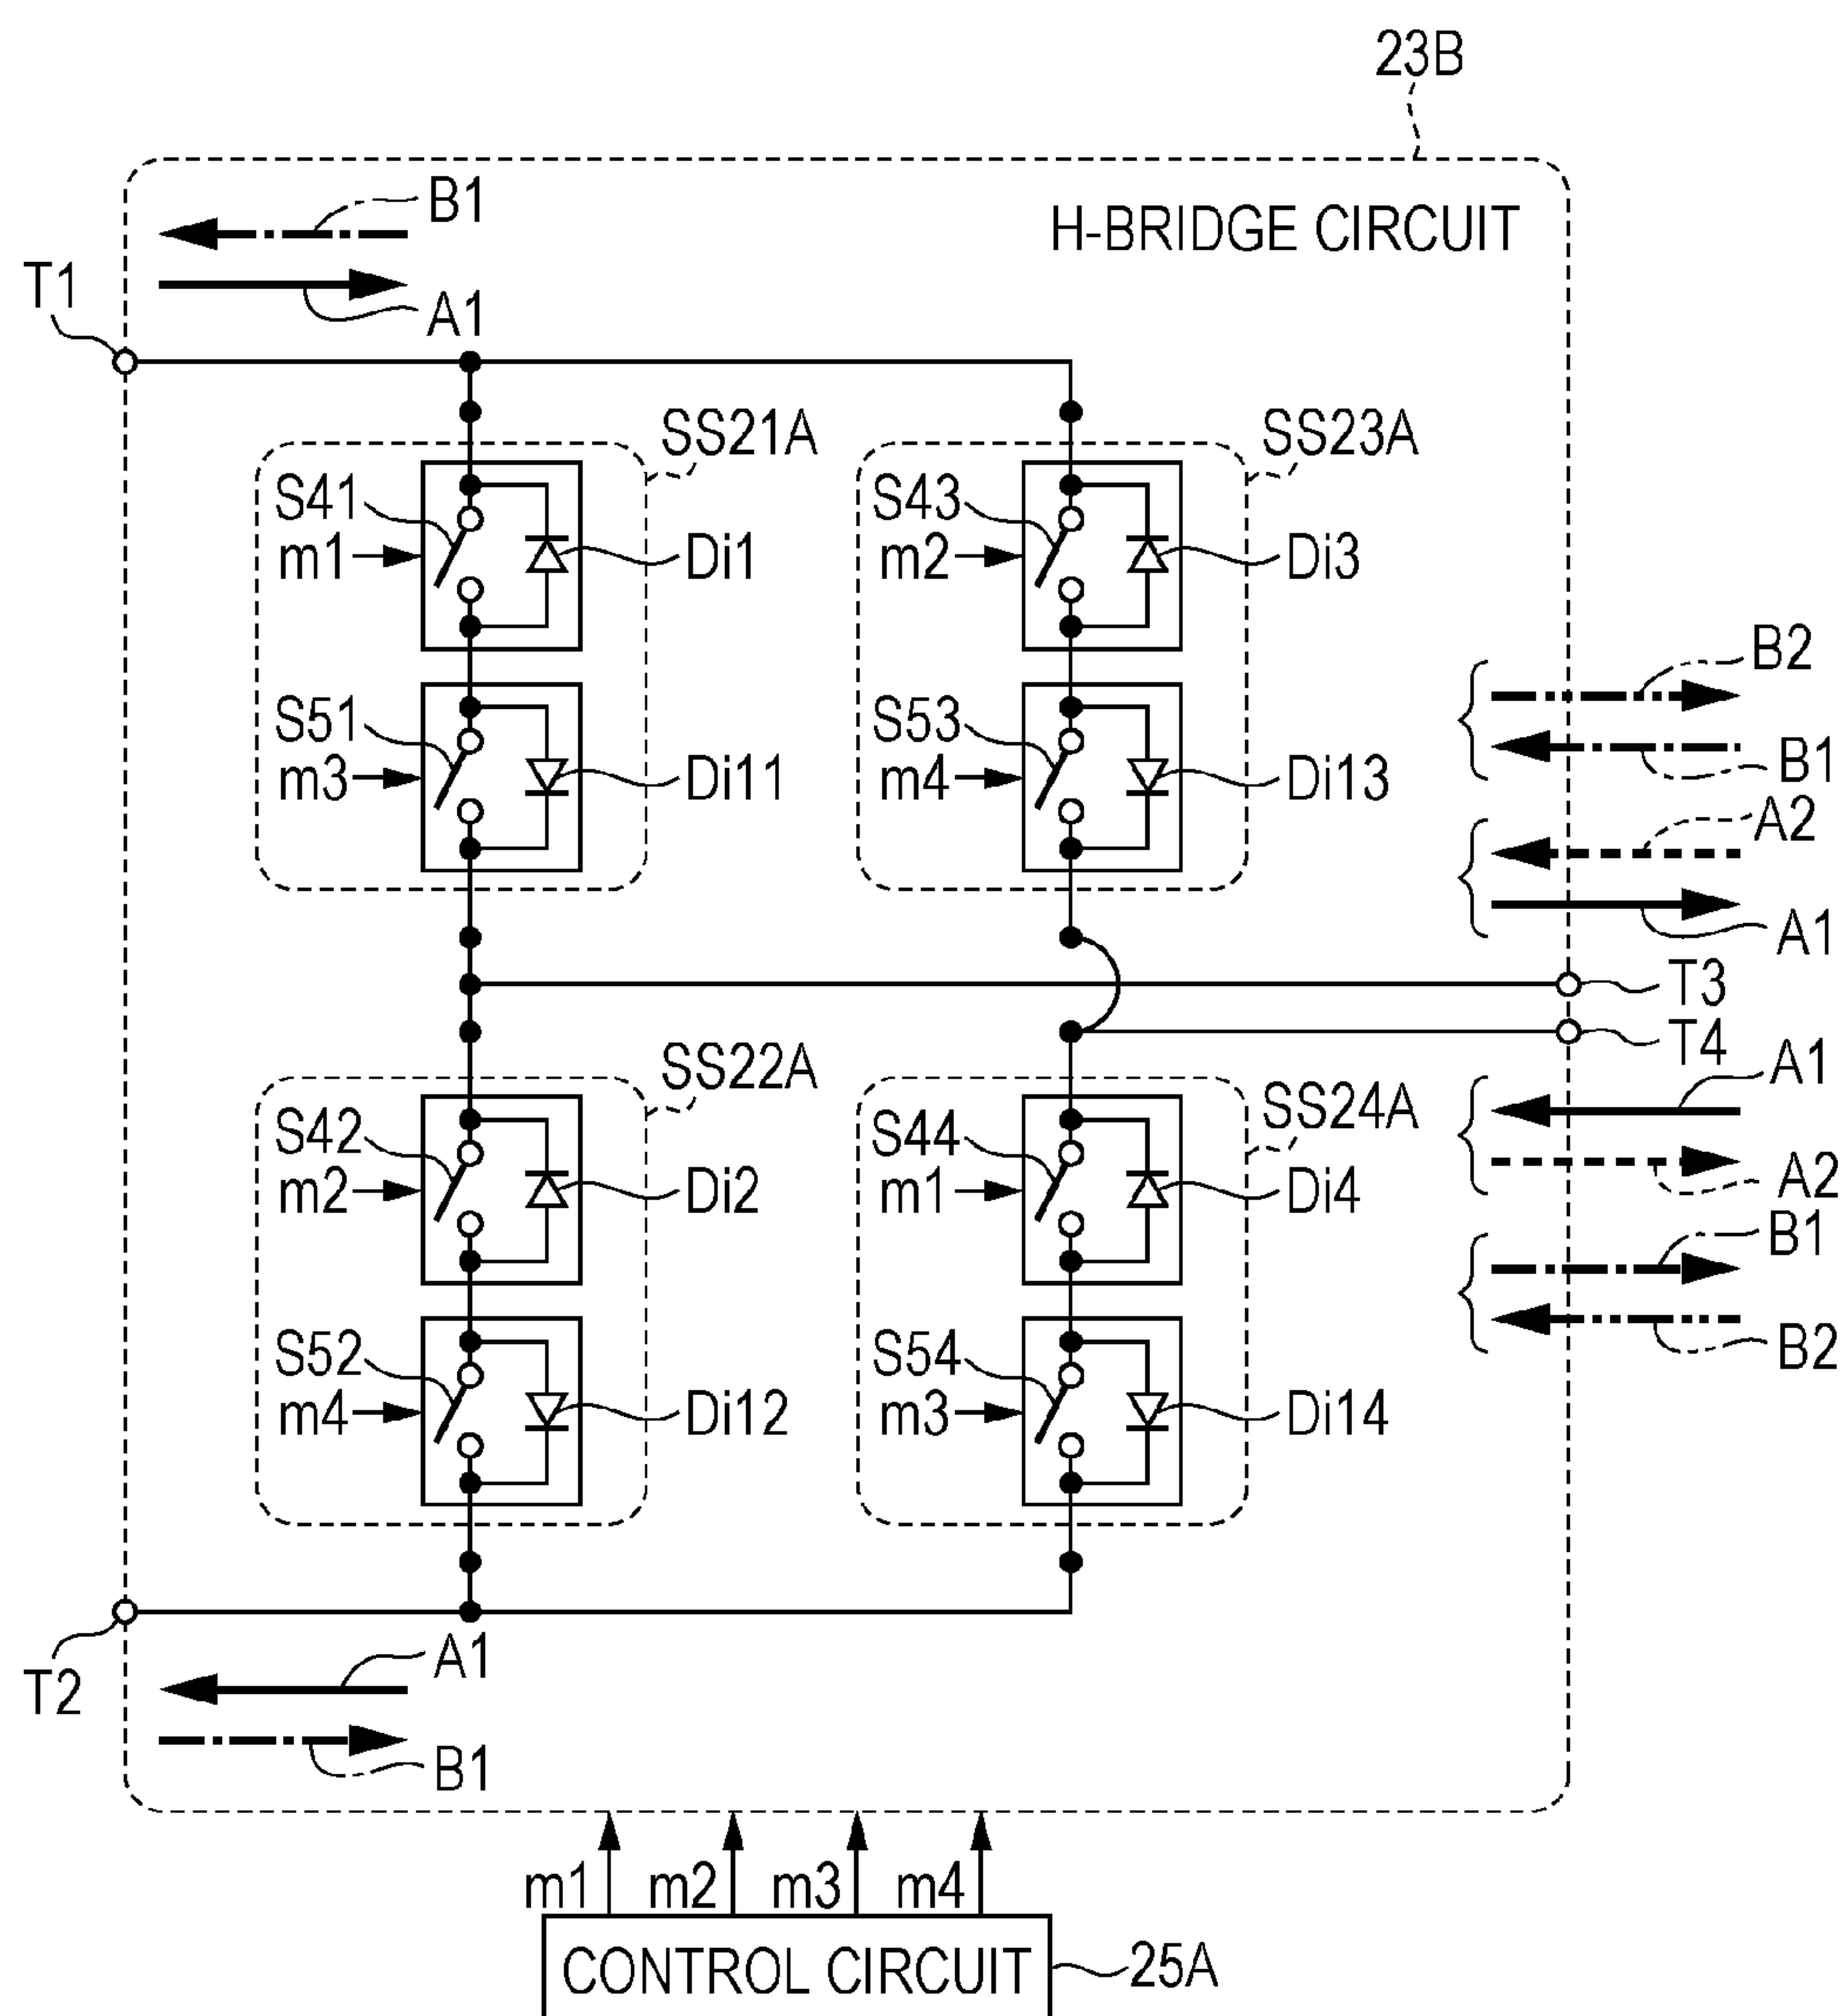 23B
B1
H-BRIDGE CIRCUIT
T1
A1
SS21A
SS23A
S41
m1
Di1
S43
m2
Di3
B2
S51
m3
Di11
S53
m4
Di13
B1
A2
A1
T3
T4
SS22A
A1
SS24A
S42
m2
Di2
S44
m1
Di4
A2
B1
S52
m4
Di12
S54
m3
Di14
B2
A1
T2
B1
m1 m2 m3 m4
CONTROL CIRCUIT
25A